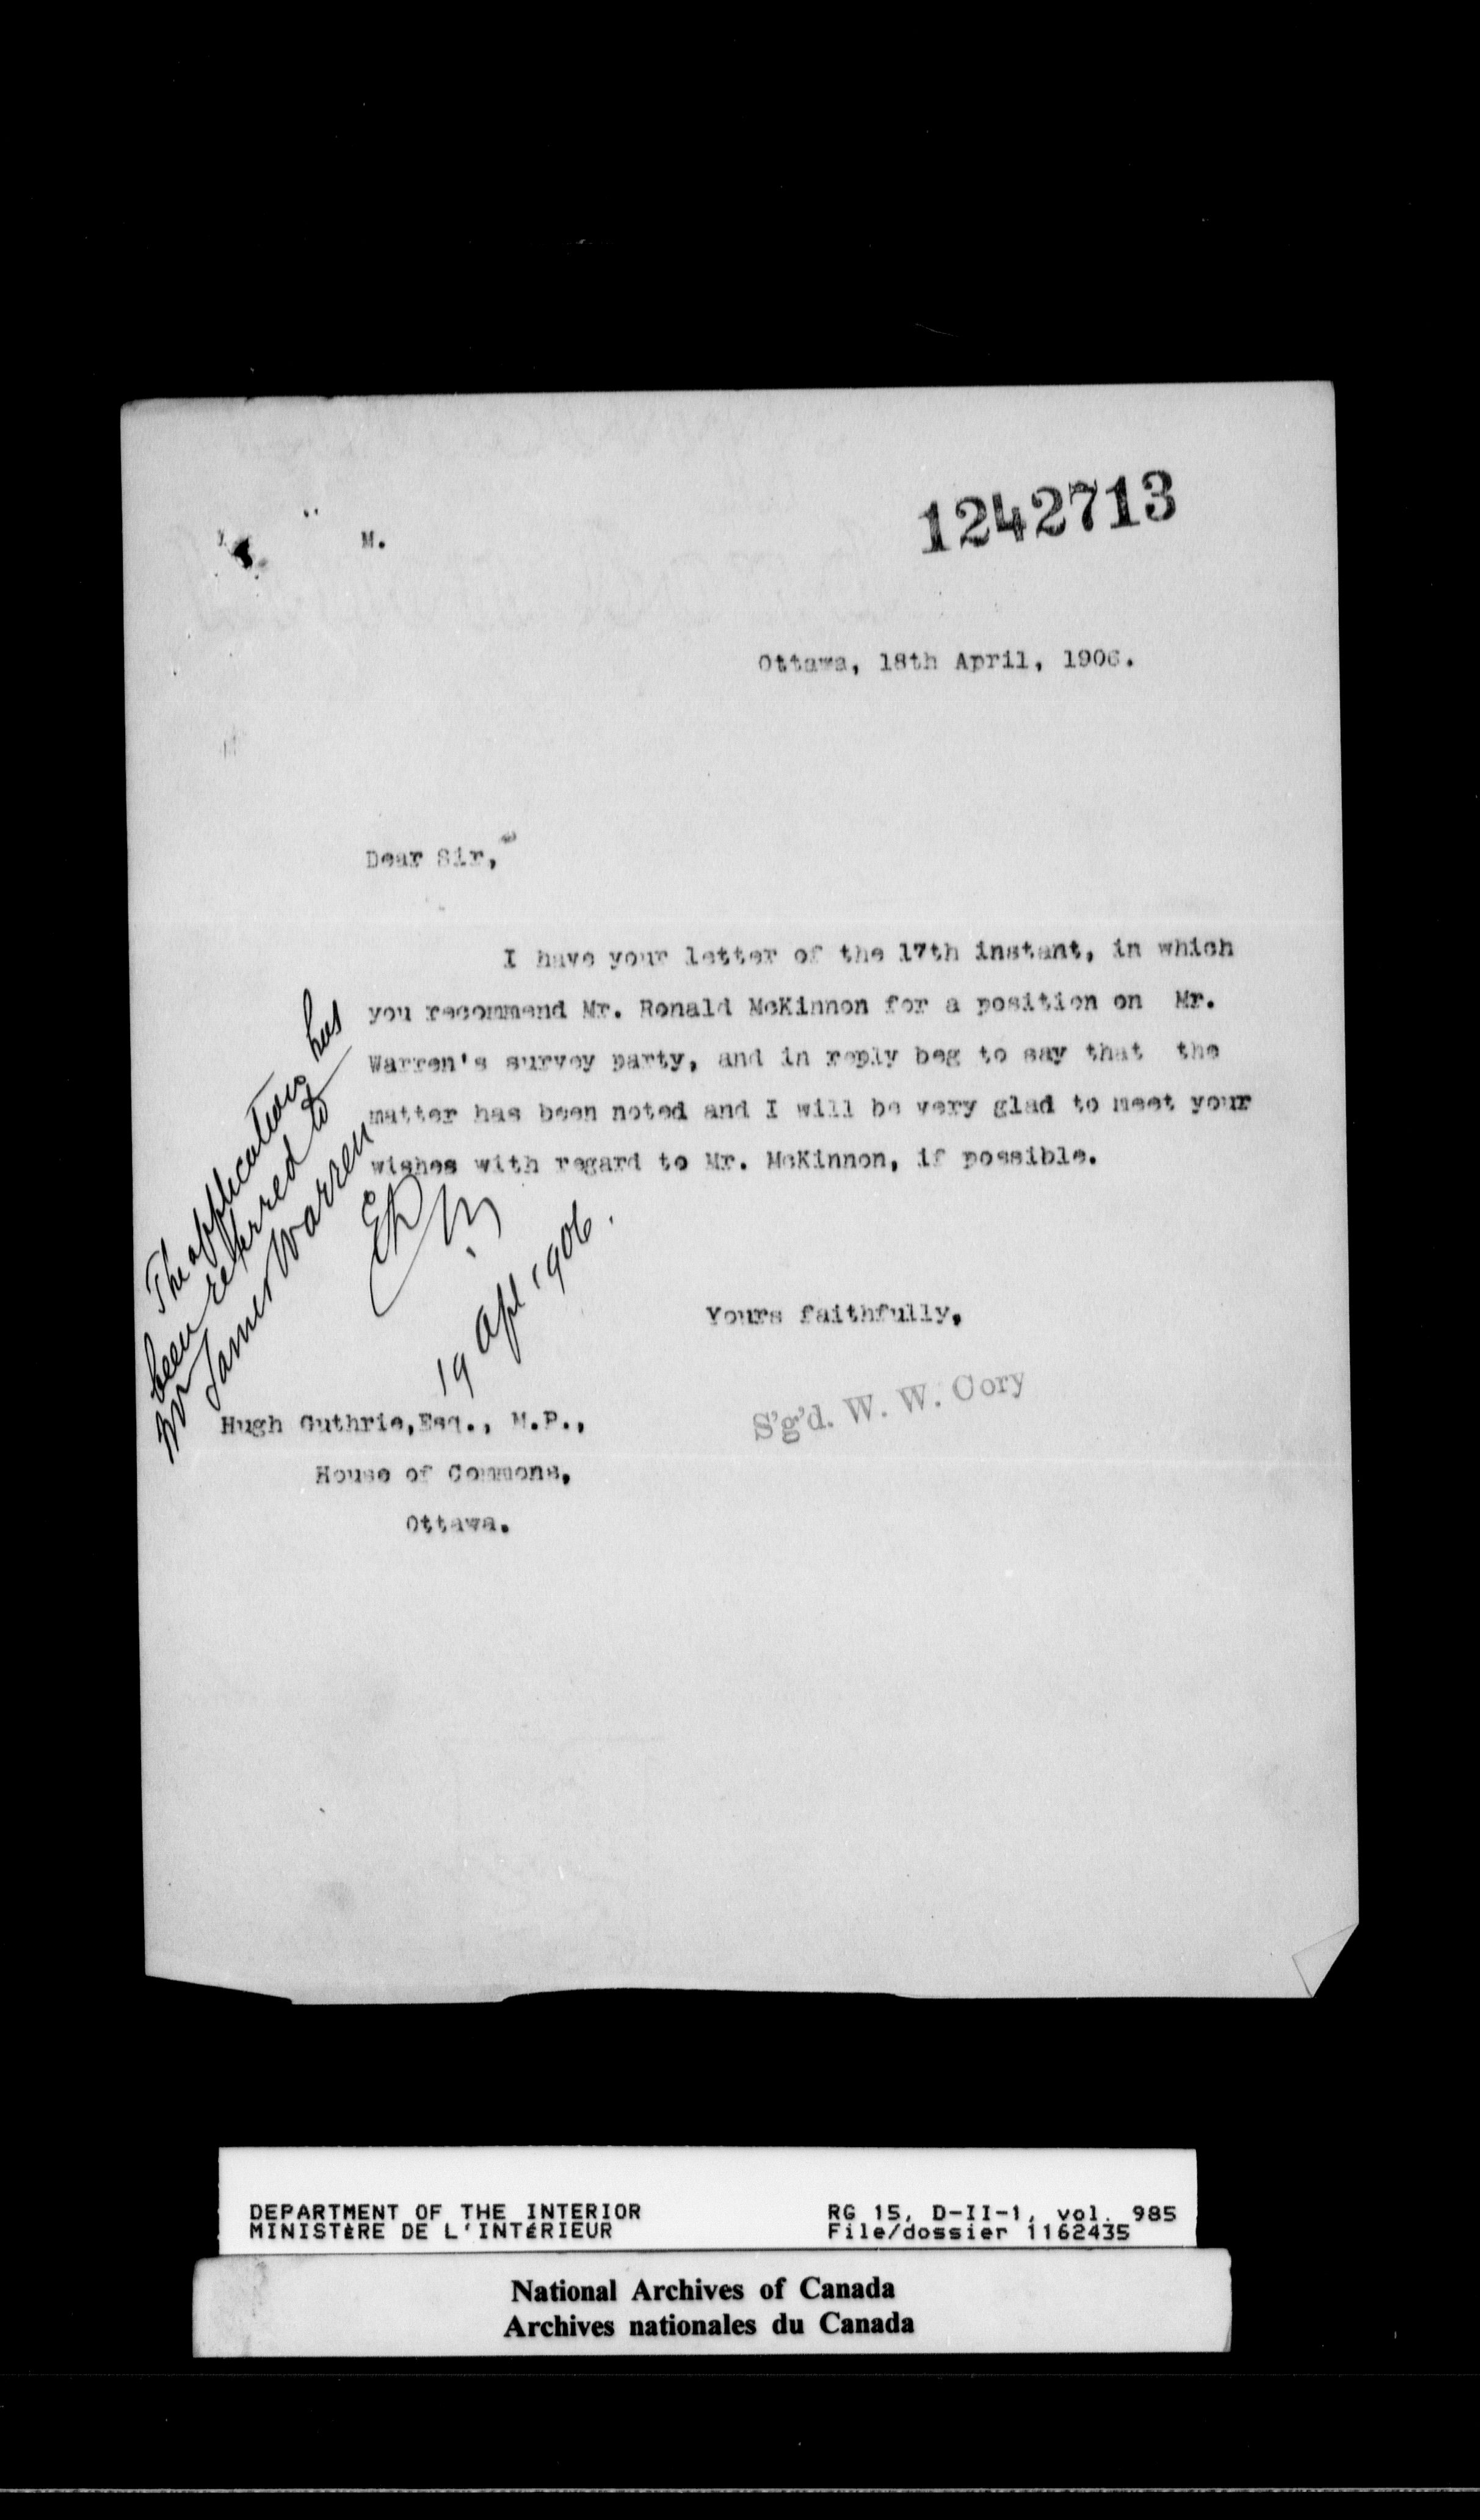 1242713
M.
Ottawa, 18th April, 1906.
Dear Sir,
I have your letter of the 17th instant, in which
you recommend Mr. Ronald McKinnon for a position on Mr.
Warren's survey party, and in reply beg to say that the
matter has been noted and I will be very glad to meet your
wishes with regard to Mr. McKinnon, if possible.
The application has
been referred to
Mr James Warren
19 Apl 1906.
Yours faithfully,
S'g'd. W. W. Cory
Hugh Guthrie, Esq., M.P.,
House of Commons,
Ottawa.
DEPARTMENT OF THE INTERIOR
MINISTÈRE DE L'INTÉRIEUR
RG 15, D-II-1, vol. 985
File/dossier 1162435
National Archives of Canada
Archives nationales du Canada